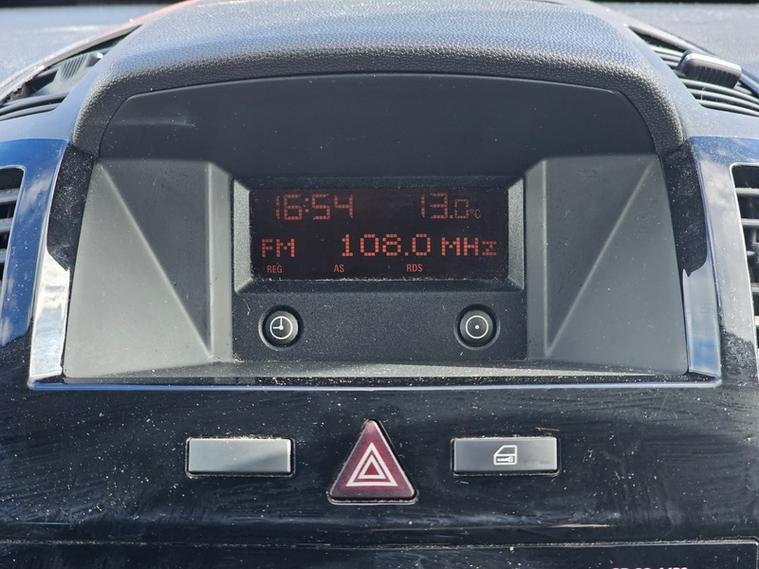 16:54 13.0°C
FM 108.0 MHz
REG AS RDS